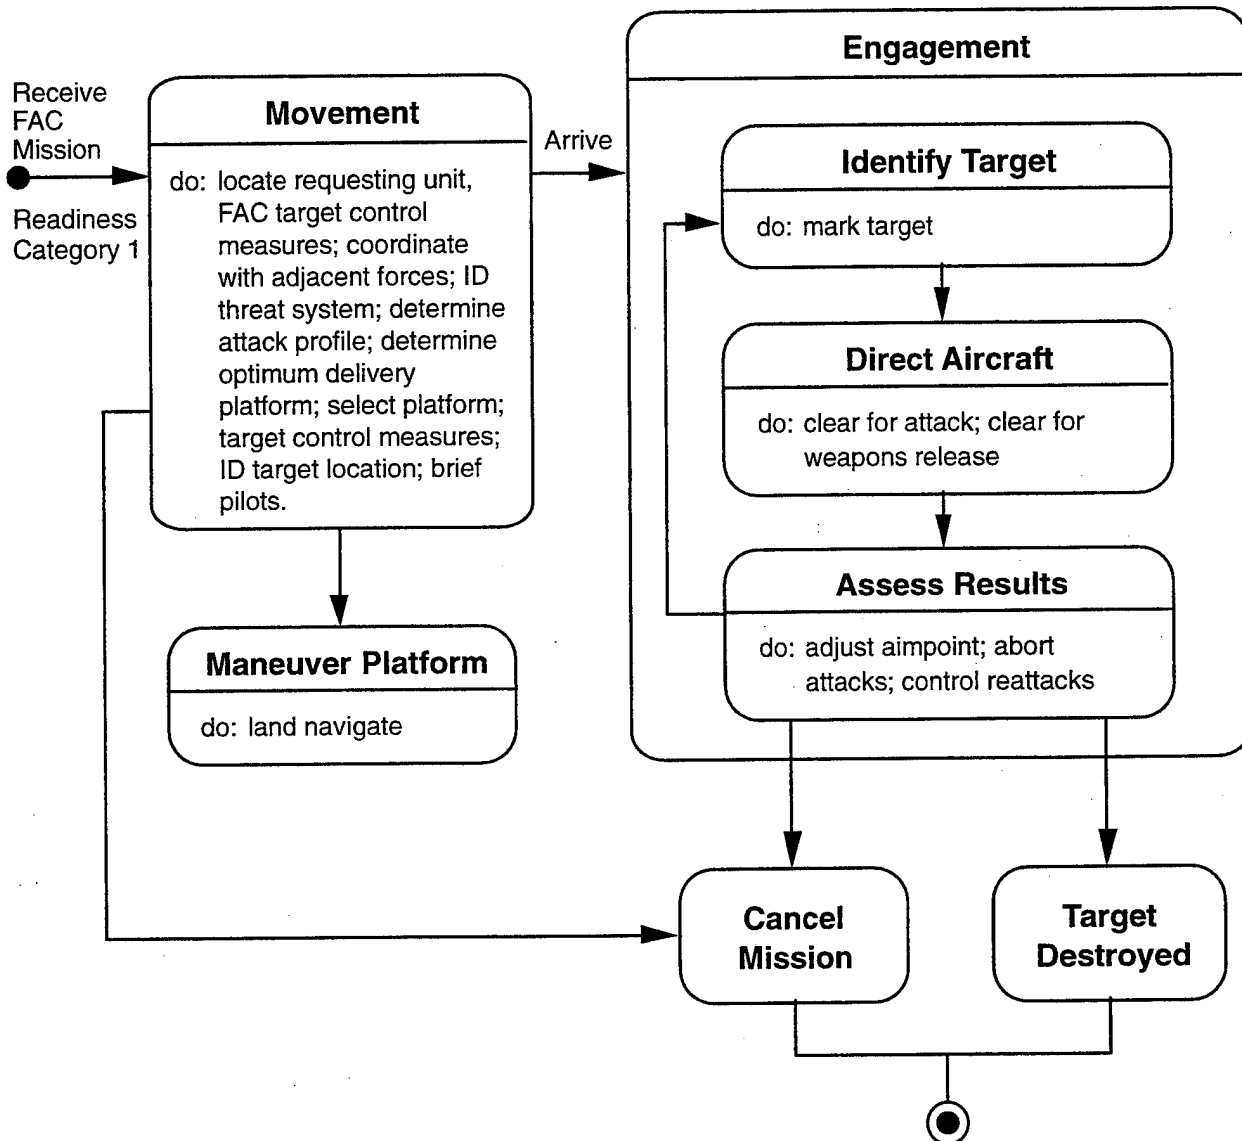 Receive
FAC
Mission
Readiness
Category 1
Movement
do: locate requesting unit,
FAC target control
measures; coordinate
with adjacent forces; ID
threat system; determine
attack profile; determine
optimum delivery
platform; select platform;
target control measures;
ID target location; brief
pilots.
Arrive
Maneuver Platform
do: land navigate
Engagement
Identify Target
do: mark target
Direct Aircraft
do: clear for attack; clear for
weapons release
Assess Results
do: adjust aimpoint; abort
attacks; control reattacks
Cancel
Mission
Target
Destroyed